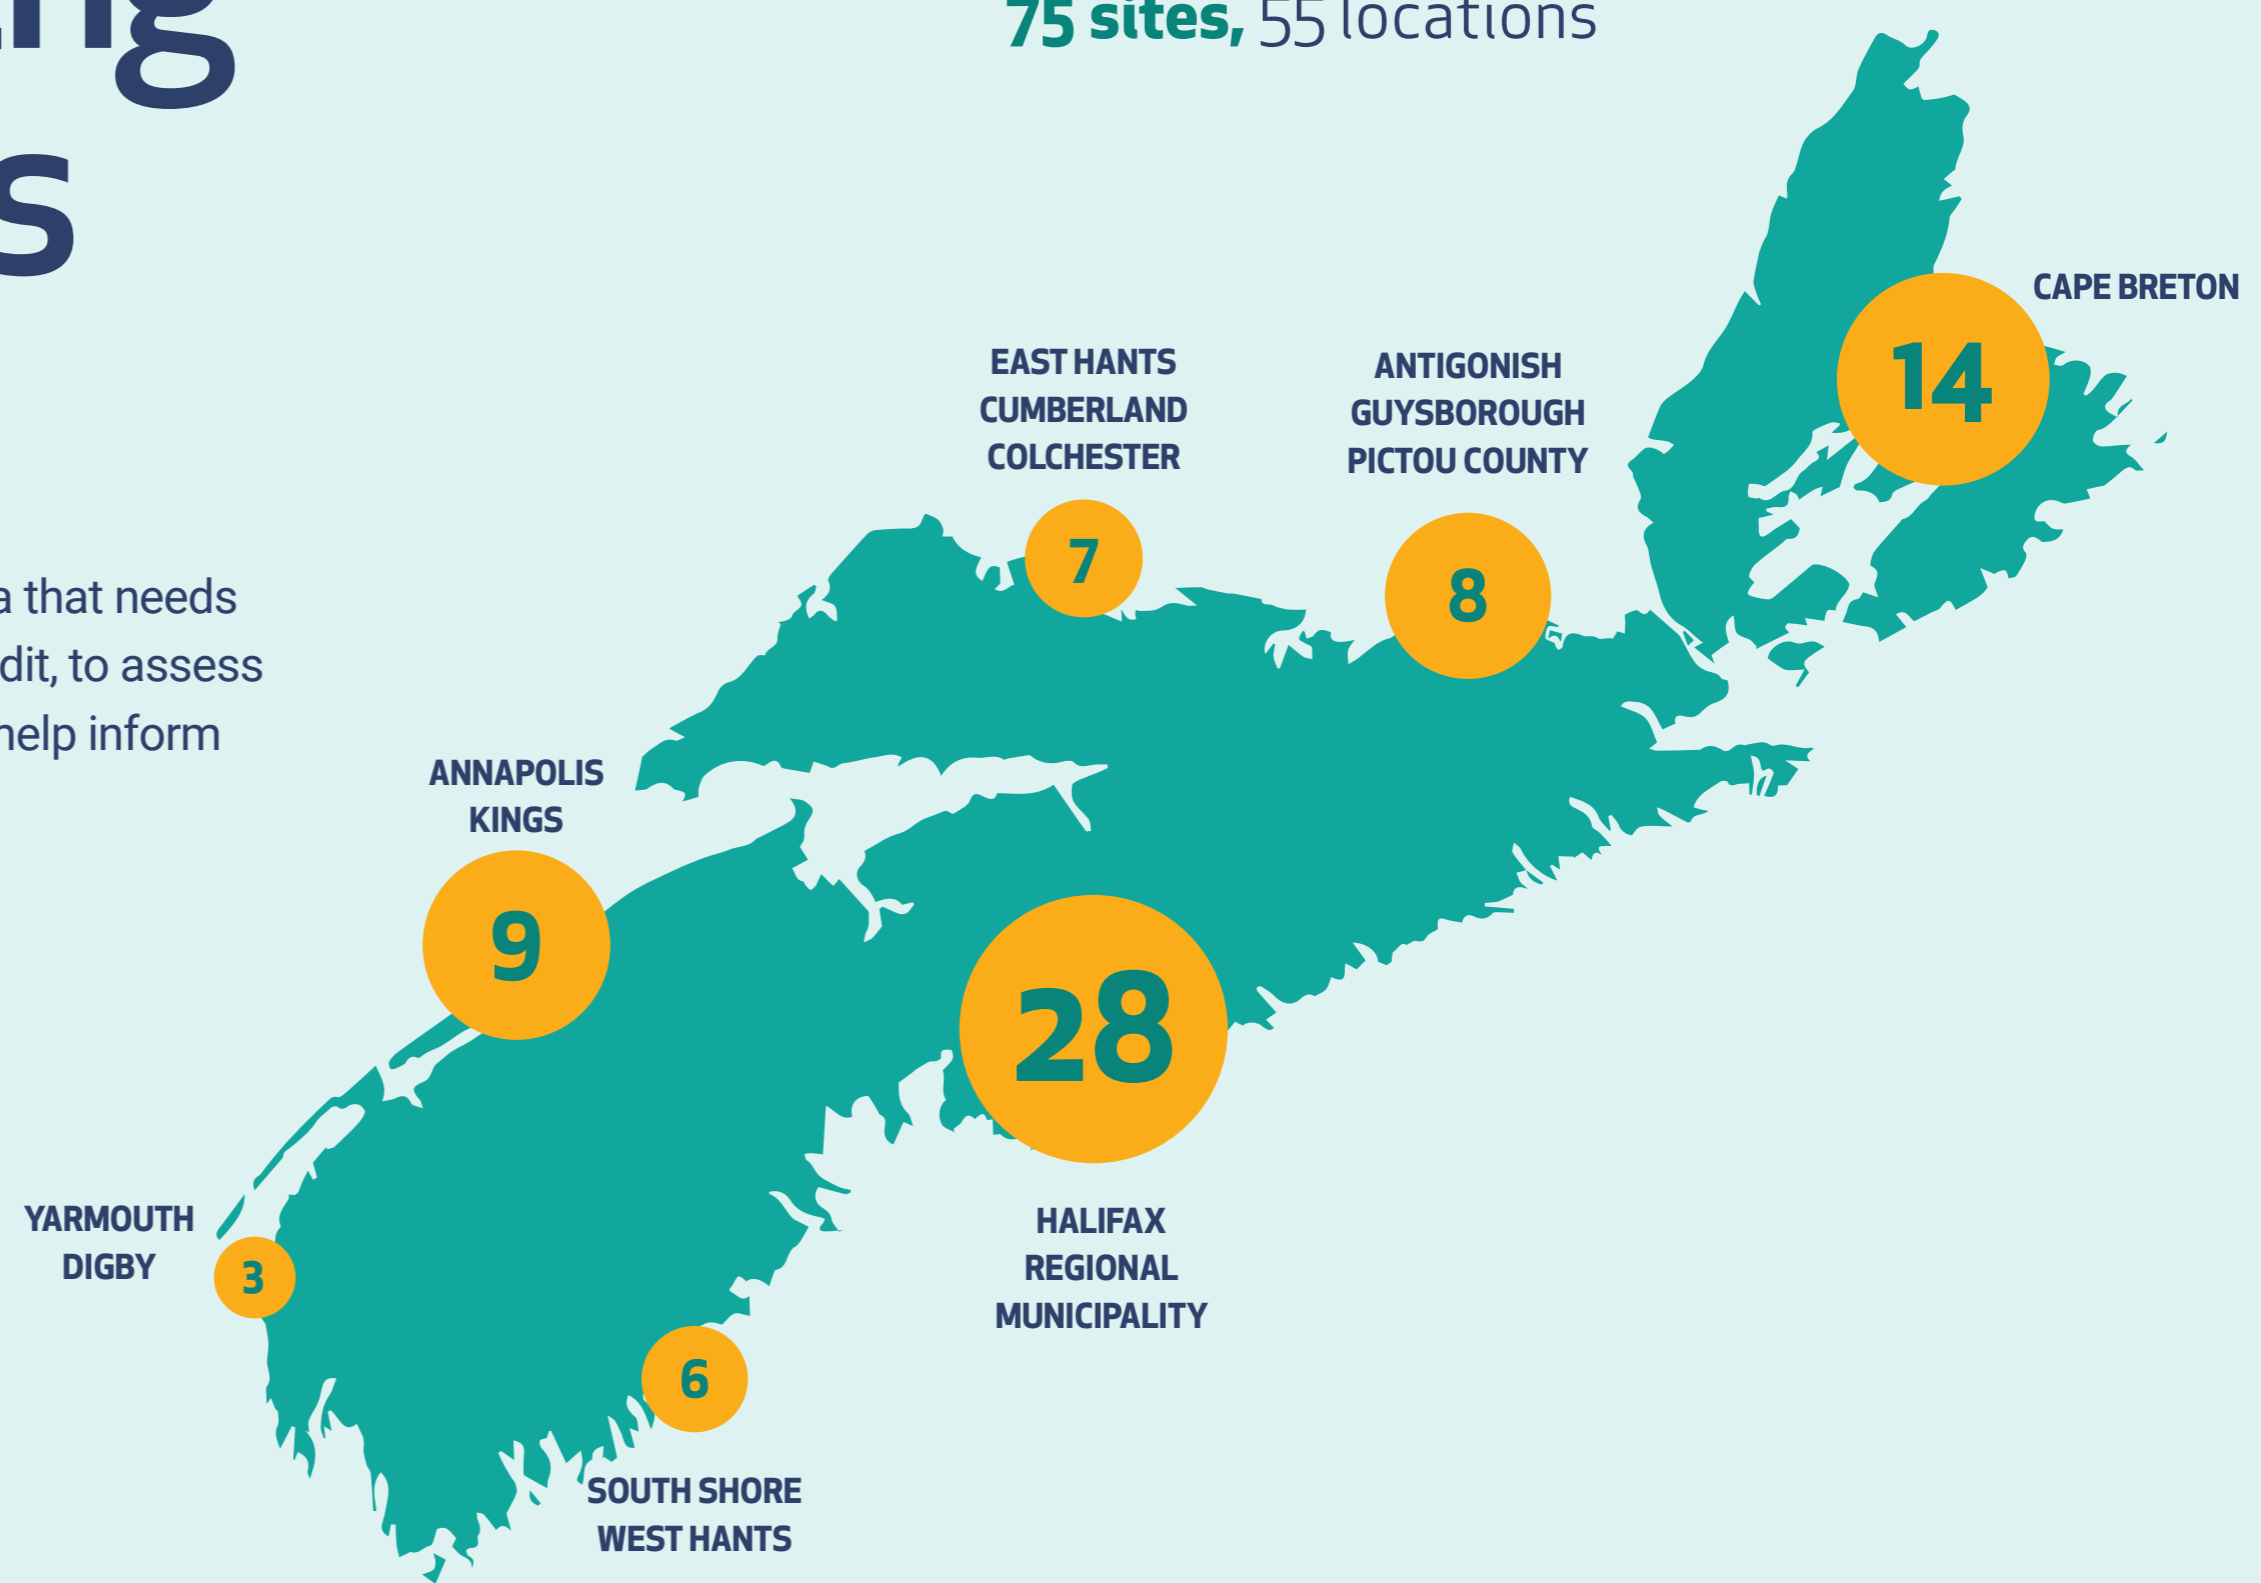 75 sites, 55 locations
s
a that needs
dit, to assess
help inform
CAPE BRETON
14
EAST HANTS
CUMBERLAND
COLCHESTER
7
ANTIGONISH
GUYSBOROUGH
PICTOU COUNTY
8
ANNAPOLIS
KINGS
9
28
HALIFAX
REGIONAL
MUNICIPALITY
YARMOUTH
DIGBY
3
6
SOUTH SHORE
WEST HANTS